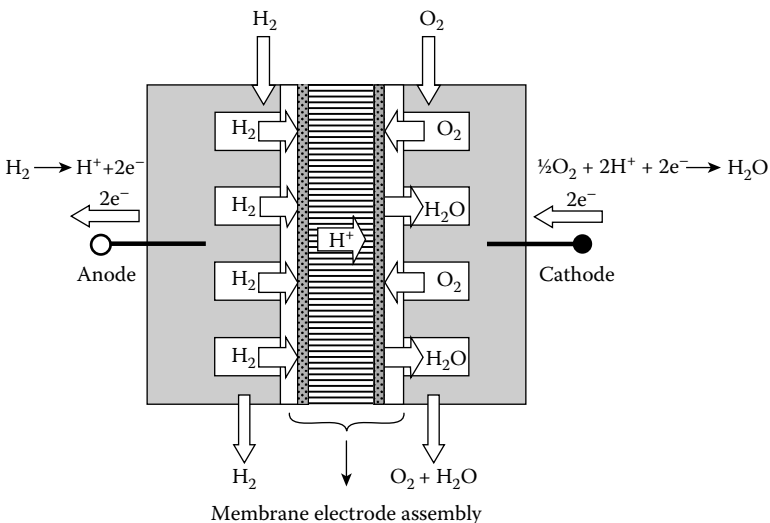 H₂ O₂
H₂ O₂
H₂ → H⁺+2e⁻ ½O₂ + 2H⁺ + 2e⁻ → H₂O
2e⁻ H₂ H₂O 2e⁻
H⁺
Anode H₂ O₂ Cathode
H₂ H₂O
H₂ O₂ + H₂O
Membrane electrode assembly